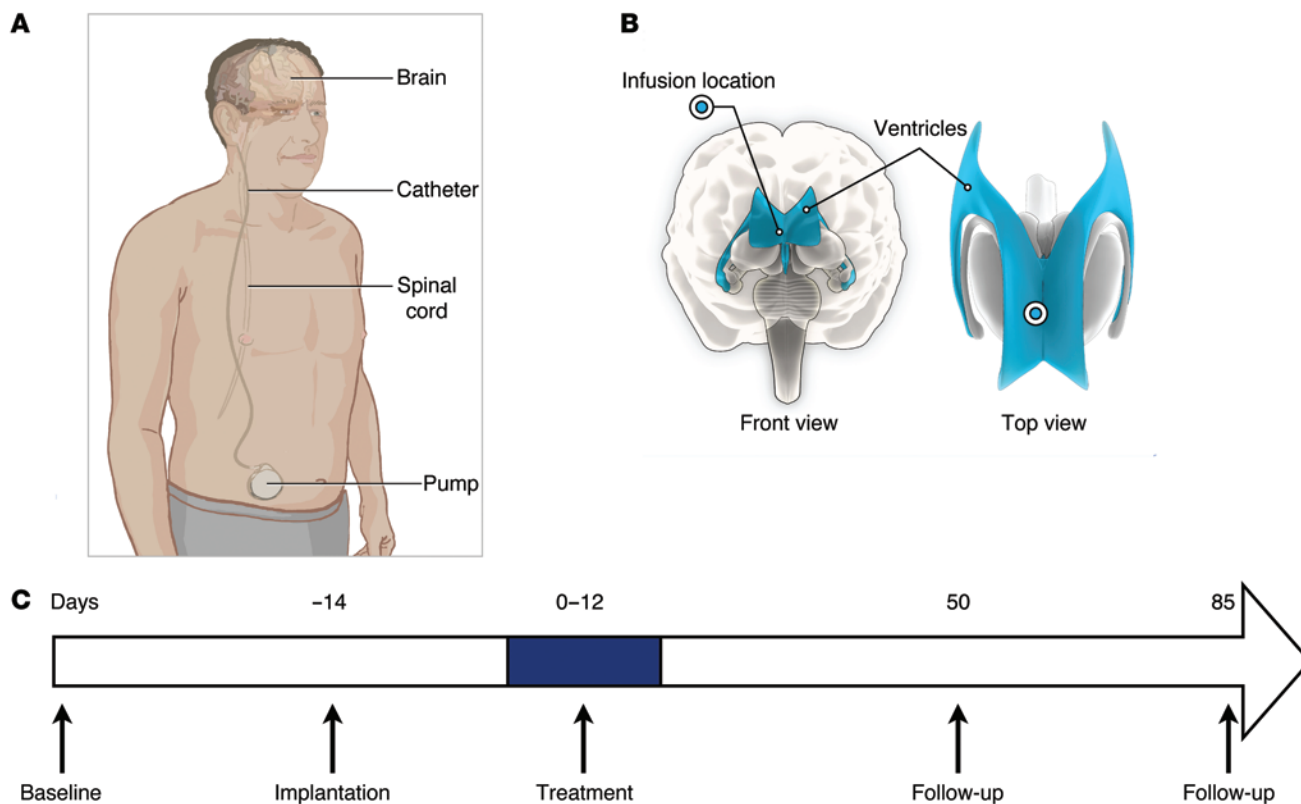 A
Brain
Catheter
Spinal
cord
Pump
B
Infusion location
Ventricles
Front view
Top view
C
Days
–14
0–12
50
85
Baseline
Implantation
Treatment
Follow-up
Follow-up